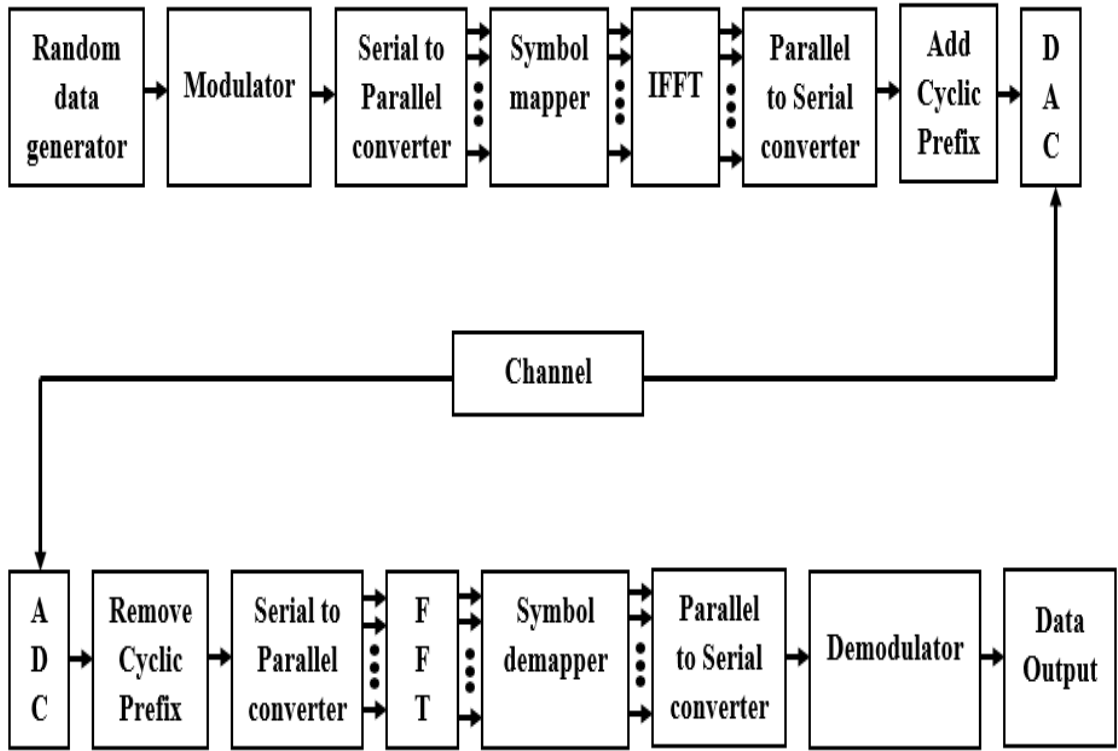 Random
data
generator
Modulator
Serial to
Parallel
converter
Symbol
mapper
IFFT
Parallel
to Serial
converter
Add
Cyclic
Prefix
D
A
C
Channel
A
D
C
Remove
Cyclic
Prefix
Serial to
Parallel
converter
F
F
T
Symbol
demapper
Parallel
to Serial
converter
Demodulator
Data
Output